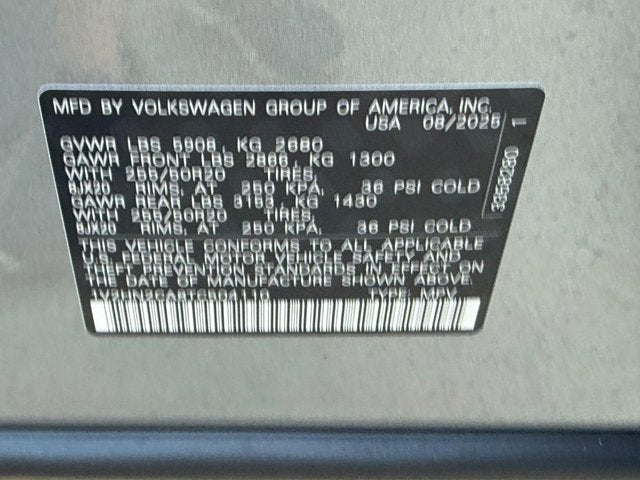 MFD BY VOLKSWAGEN GROUP OF AMERICA, INC.
USA 08/2025
GVWR LBS 5908, KG 2680
GAWR FRONT LBS 2866, KG 1300
WITH 255/50R20 TIRES,
8JX20 RIMS, AT 250 KPA, 36 PSI COLD
GAWR REAR LBS 3153, KG 1430
WITH 255/50R20 TIRES,
8JX20 RIMS, AT 250 KPA, 36 PSI COLD
THIS VEHICLE CONFORMS TO ALL APPLICABLE
U.S. FEDERAL MOTOR VEHICLE SAFETY AND
THEFT PREVENTION STANDARDS IN EFFECT ON
THE DATE OF MANUFACTURE SHOWN ABOVE.
TYPE: MPV
1